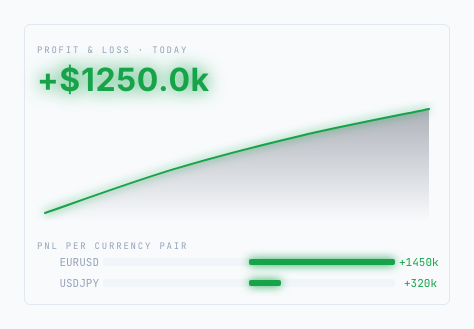 PROFIT & LOSS · TODAY
+$1250.0k
PNL PER CURRENCY PAIR
EURUSD +1450k
USDJPY +320k